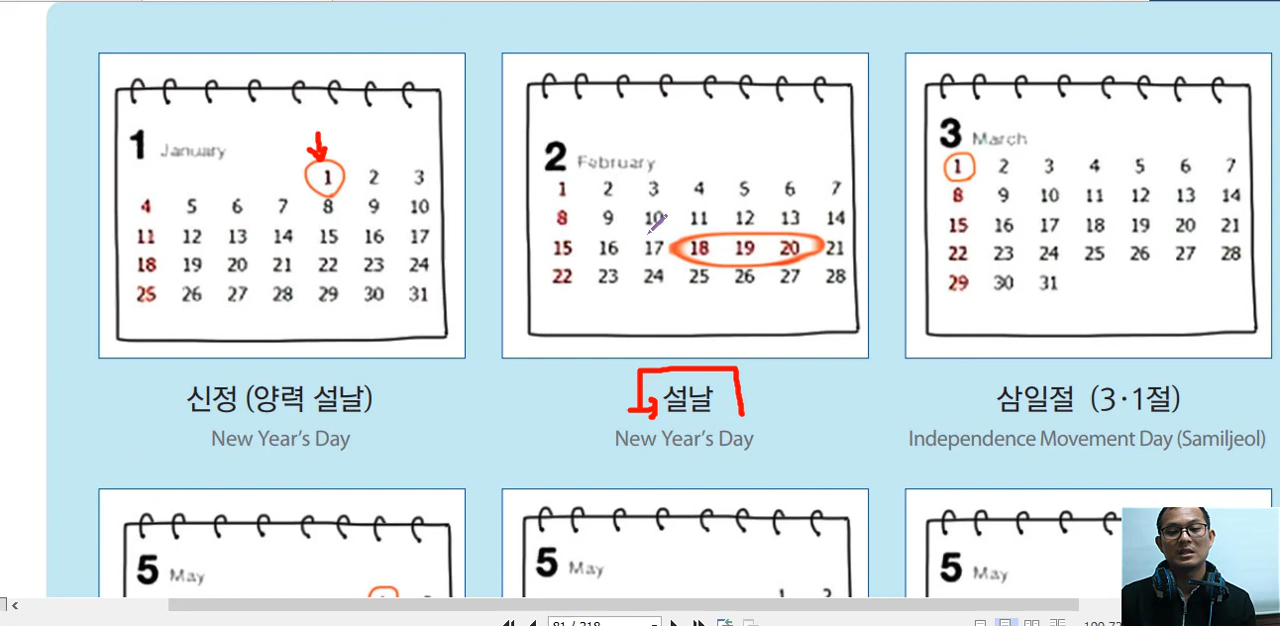 1 January
1 2 3
4 5 6 7 8 9 10
11 12 13 14 15 16 17
18 19 20 21 22 23 24
25 26 27 28 29 30 31
신정 (양력 설날)
New Year's Day
2 February
1 2 3 4 5 6 7
8 9 10 11 12 13 14
15 16 17 18 19 20 21
22 23 24 25 26 27 28
설날
New Year's Day
3 March
1 2 3 4 5 6 7
8 9 10 11 12 13 14
15 16 17 18 19 20 21
22 23 24 25 26 27 28
29 30 31
삼일절 (3·1절)
Independence Movement Day (Samiljeol)
5 May
5 May
5 May
81 / 218